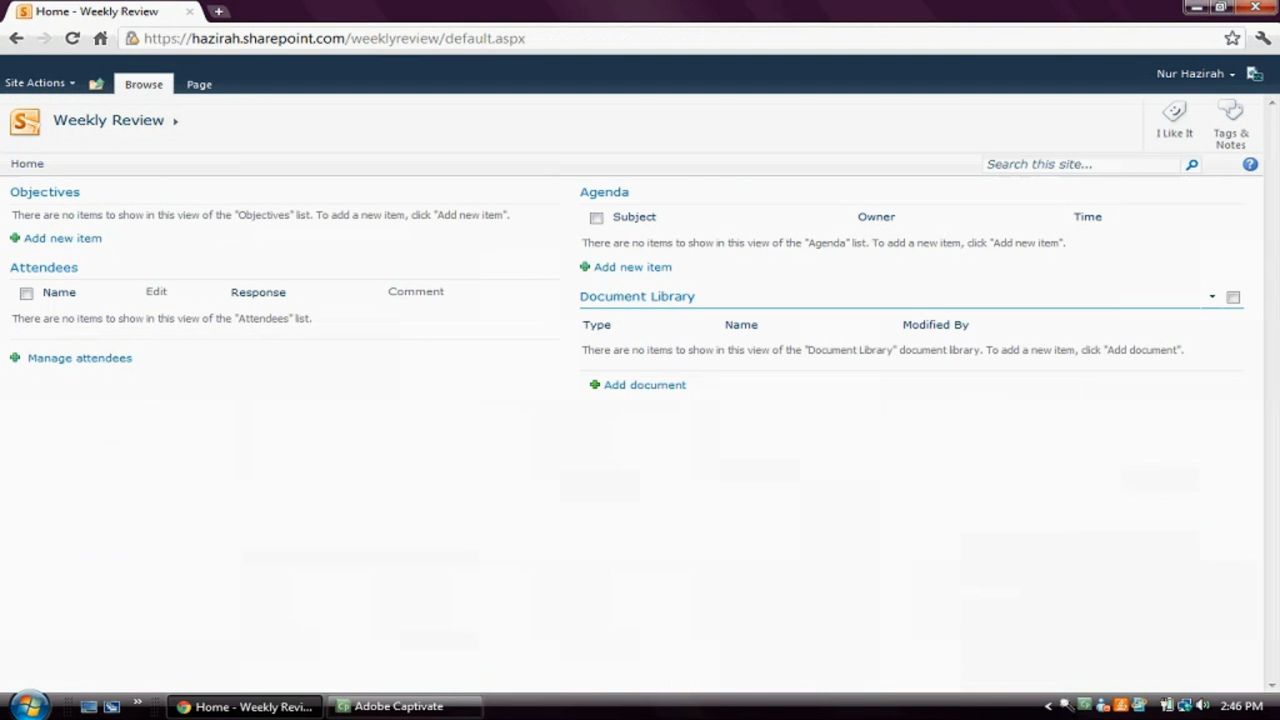 Home - Weekly Review
https://hazirah.sharepoint.com/weeklyreview/default.aspx
Site Actions
Browse
Page
Nur Hazirah
Weekly Review
I Like It
Tags & Notes
Home
Search this site...
Objectives
There are no items to show in this view of the "Objectives" list. To add a new item, click "Add new item".
Add new item
Attendees
Name Edit Response Comment
There are no items to show in this view of the "Attendees" list.
Manage attendees
Agenda
Subject Owner Time
There are no items to show in this view of the "Agenda" list. To add a new item, click "Add new item".
Add new item
Document Library
Type Name Modified By
There are no items to show in this view of the "Document Library" document library. To add a new item, click "Add document".
Add document
Home - Weekly Revi...
Cp Adobe Captivate
2:46 PM